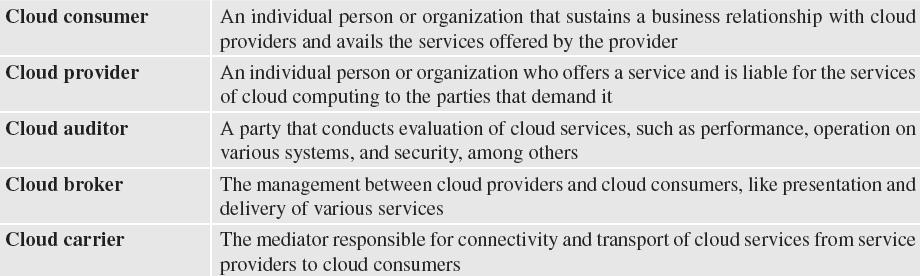 Cloud consumer An individual person or organization that sustains a business relationship with cloud
providers and avails the services offered by the provider
Cloud provider An individual person or organization who offers a service and is liable for the services
of cloud computing to the parties that demand it
Cloud auditor A party that conducts evaluation of cloud services, such as performance, operation on
various systems, and security, among others
Cloud broker The management between cloud providers and cloud consumers, like presentation and
delivery of various services
Cloud carrier The mediator responsible for connectivity and transport of cloud services from service
providers to cloud consumers